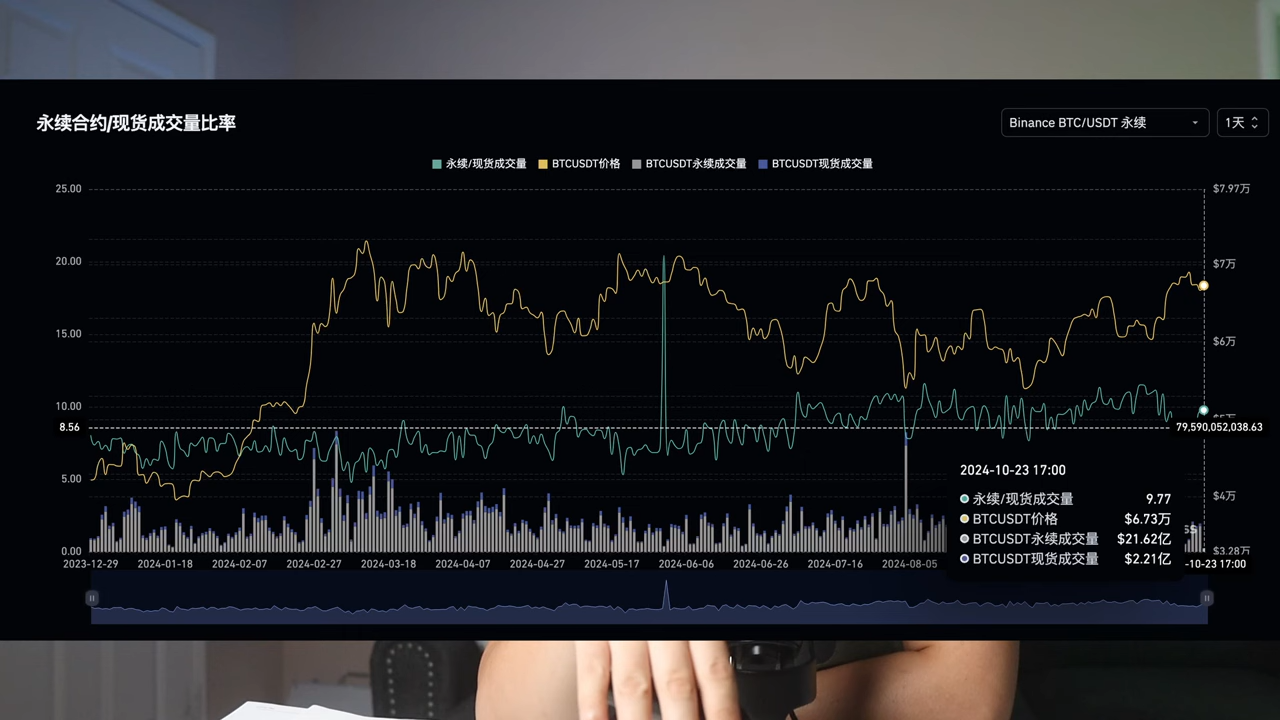 永续合约/现货成交量比率
Binance BTC/USDT 永续
1天
永续/现货成交量
BTCUSDT价格
BTCUSDT永续成交量
BTCUSDT现货成交量
25.00
$7.97万
20.00
$7万
15.00
$6万
10.00
8.56
79,590,052,038.63
5.00
$4万
0.00
$3.28万
2024-10-23 17:00
永续/现货成交量 9.77
BTCUSDT价格 $6.73万
BTCUSDT永续成交量 $21.62亿
BTCUSDT现货成交量 $2.21亿
2023-12-29 2024-01-18 2024-02-07 2024-02-27 2024-03-18 2024-04-07 2024-04-27 2024-05-17 2024-06-06 2024-06-26 2024-07-16 2024-08-05 -10-23 17:00